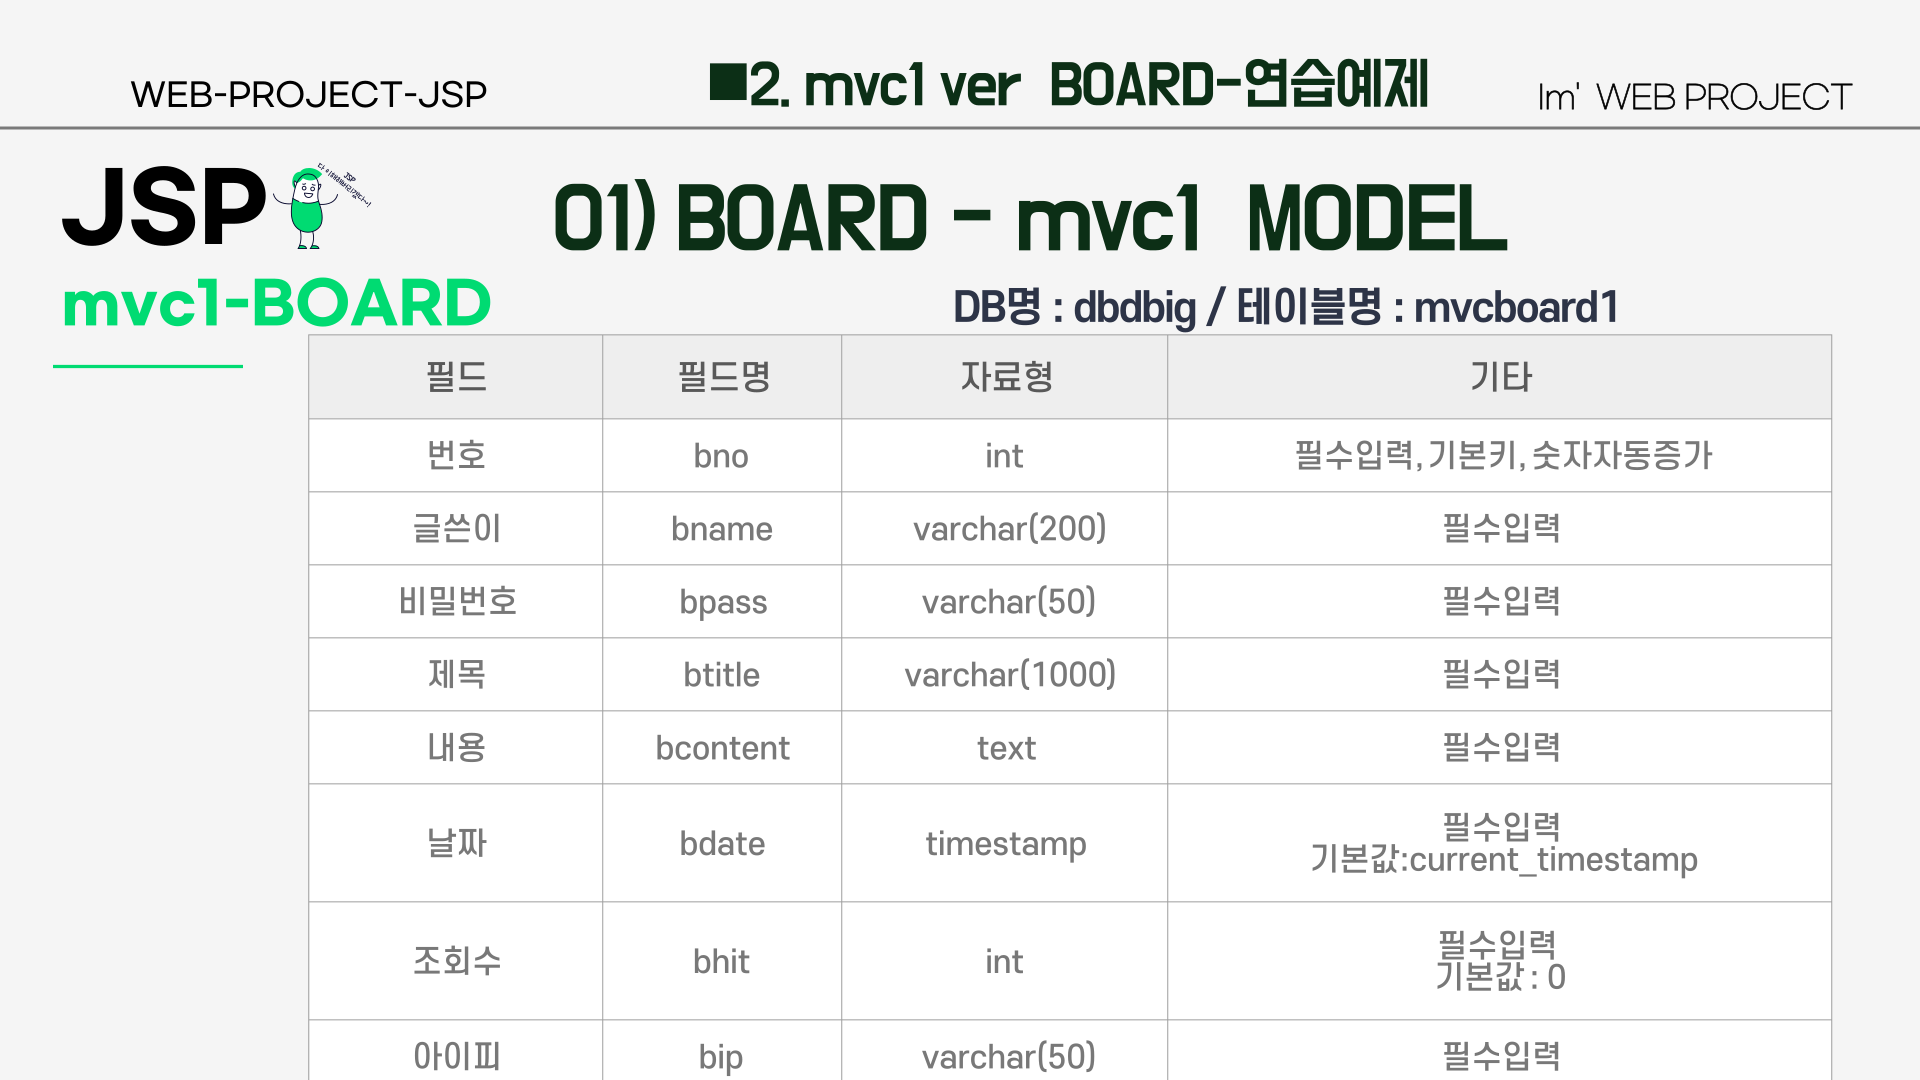 WEB-PROJECT-JSP
■2. mvc1 ver BOARD-연습예제
Im' WEB PROJECT
JSP
JSP
mvc1-BOARD
01) BOARD - mvc1 MODEL
DB명 : dbdbig / 테이블명 : mvcboard1
필드 필드명 자료형 기타
번호 bno int 필수입력, 기본키, 숫자자동증가
글쓴이 bname varchar(200) 필수입력
비밀번호 bpass varchar(50) 필수입력
제목 btitle varchar(1000) 필수입력
내용 bcontent text 필수입력
날짜 bdate timestamp 필수입력
기본값:current_timestamp
조회수 bhit int 필수입력
기본값 : 0
아이피 bip varchar(50) 필수입력